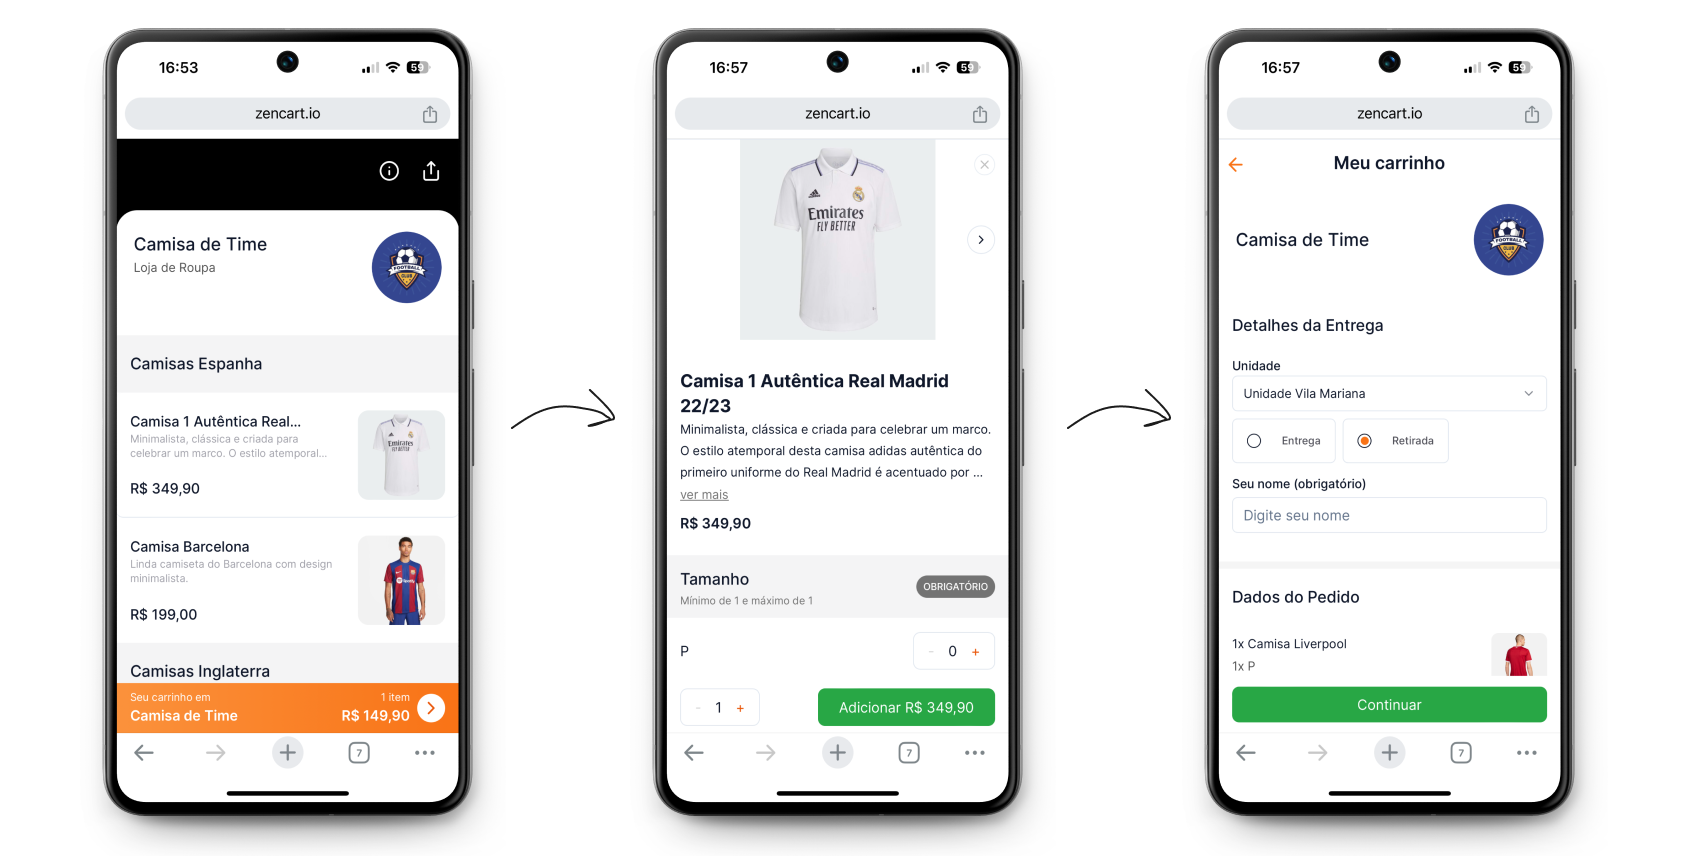 16:53
59
zencart.io
Camisa de Time
Loja de Roupa
FOOTBALL
CLUB
Camisas Espanha
Camisa 1 Autêntica Real...
Minimalista, clássica e criada para
celebrar um marco. O estilo atemporal...
R$ 349,90
Emirates
FLY BETTER
Camisa Barcelona
Linda camiseta do Barcelona com design
minimalista.
R$ 199,00
Spotify
Camisas Inglaterra
Seu carrinho em
1 item
Camisa de Time
R$ 149,90
7
16:57
59
zencart.io
Emirates
FLY BETTER
Camisa 1 Autêntica Real Madrid
22/23
Minimalista, clássica e criada para celebrar um marco.
O estilo atemporal desta camisa adidas autêntica do
primeiro uniforme do Real Madrid é acentuado por ...
ver mais
R$ 349,90
Tamanho
Mínimo de 1 e máximo de 1
OBRIGATÓRIO
P
- 0 +
- 1 +
Adicionar R$ 349,90
7
16:57
59
zencart.io
Meu carrinho
Camisa de Time
FOOTBALL
CLUB
Detalhes da Entrega
Unidade
Unidade Vila Mariana
Entrega
Retirada
Seu nome (obrigatório)
Digite seu nome
Dados do Pedido
1x Camisa Liverpool
1x P
Continuar
7